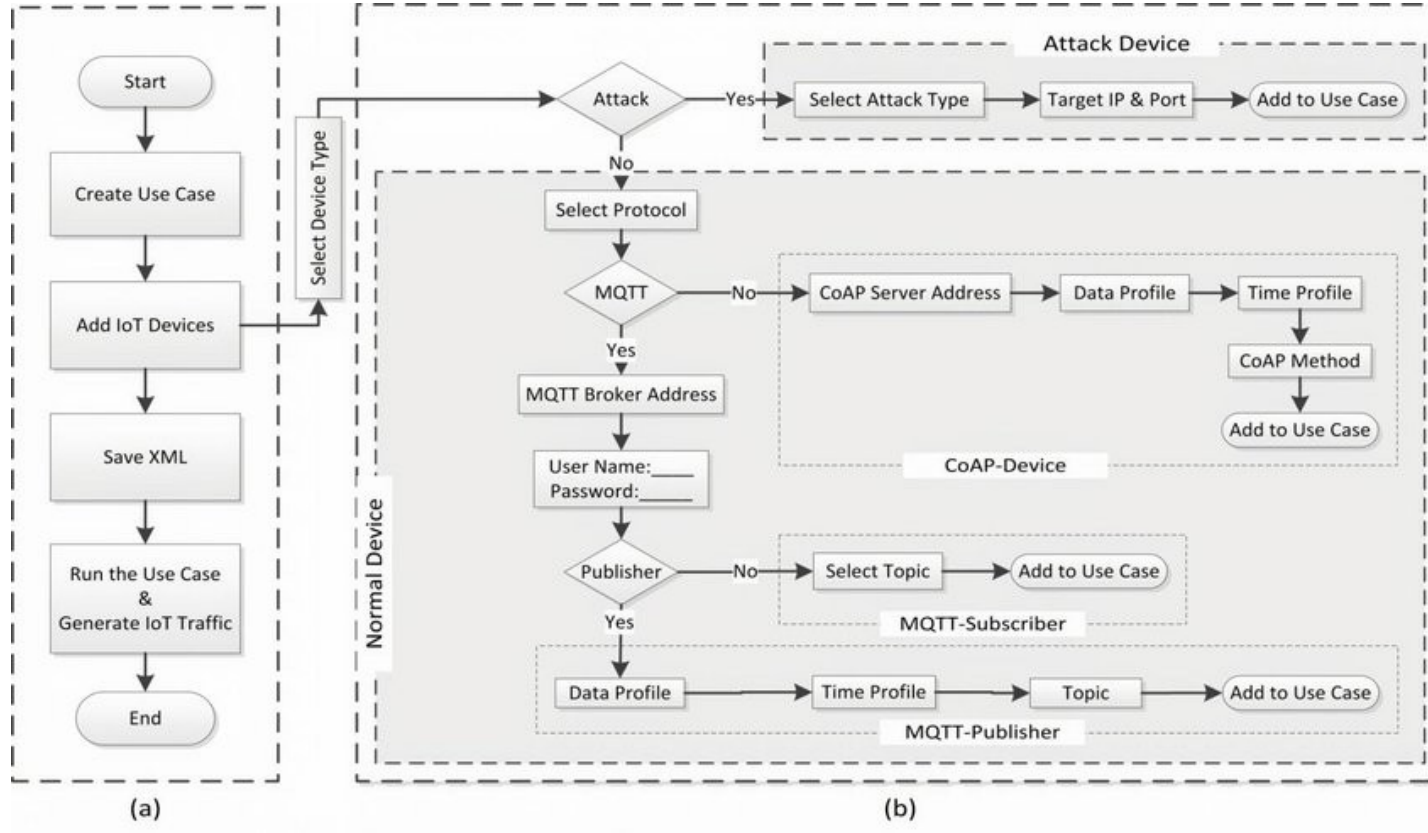 Start
Create Use Case
Add IoT Devices
Save XML
Run the Use Case
&
Generate IoT Traffic
End
(a)
Select Device Type
Attack
Yes
Attack Device
Select Attack Type
Target IP & Port
Add to Use Case
No
Normal Device
Select Protocol
MQTT
No
CoAP Server Address
Data Profile
Time Profile
CoAP Method
Add to Use Case
CoAP-Device
Yes
MQTT Broker Address
User Name:____
Password:_____
Publisher
No
Select Topic
Add to Use Case
MQTT-Subscriber
Yes
Data Profile
Time Profile
Topic
Add to Use Case
MQTT-Publisher
(b)